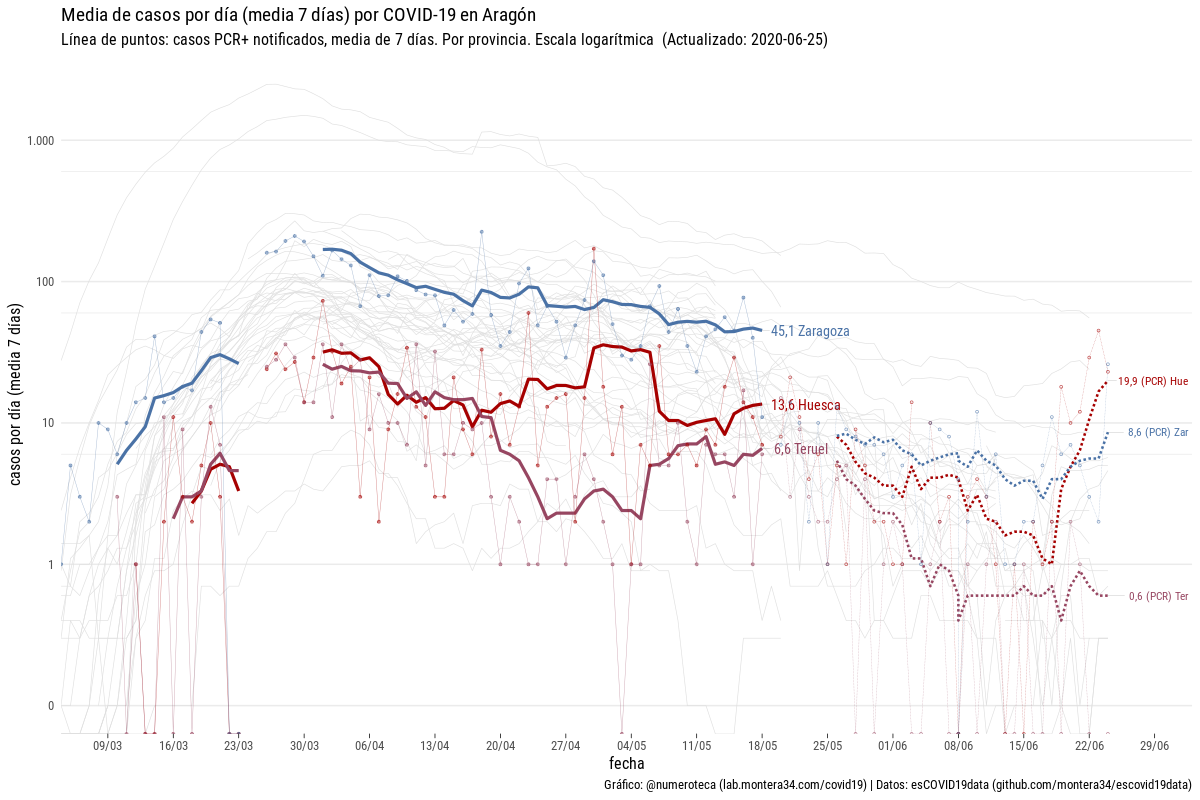 Media de casos por día (media 7 días) por COVID-19 en Aragón
Línea de puntos: casos PCR+ notificados, media de 7 días. Por provincia. Escala logarítmica  (Actualizado: 2020-06-25)
casos por día (media 7 días)
1.000
100
10
1
0
45,1 Zaragoza
13,6 Huesca
6,6 Teruel
19,9 (PCR) Hue
8,6 (PCR) Zar
0,6 (PCR) Ter
09/03 16/03 23/03 30/03 06/04 13/04 20/04 27/04 04/05 11/05 18/05 25/05 01/06 08/06 15/06 22/06 29/06
fecha
Gráfico: @numeroteca (lab.montera34.com/covid19) | Datos: esCOVID19data (github.com/montera34/escovid19data)